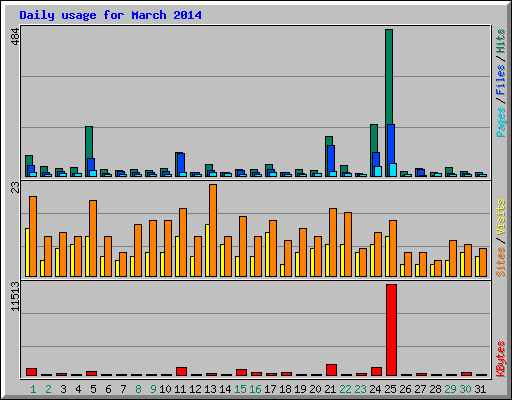 Daily usage for March 2014
484
Pages / Files / Hits
23
Sites / Visits
11513
KBytes
1 2 3 4 5 6 7 8 9 10 11 12 13 14 15 16 17 18 19 20 21 22 23 24 25 26 27 28 29 30 31